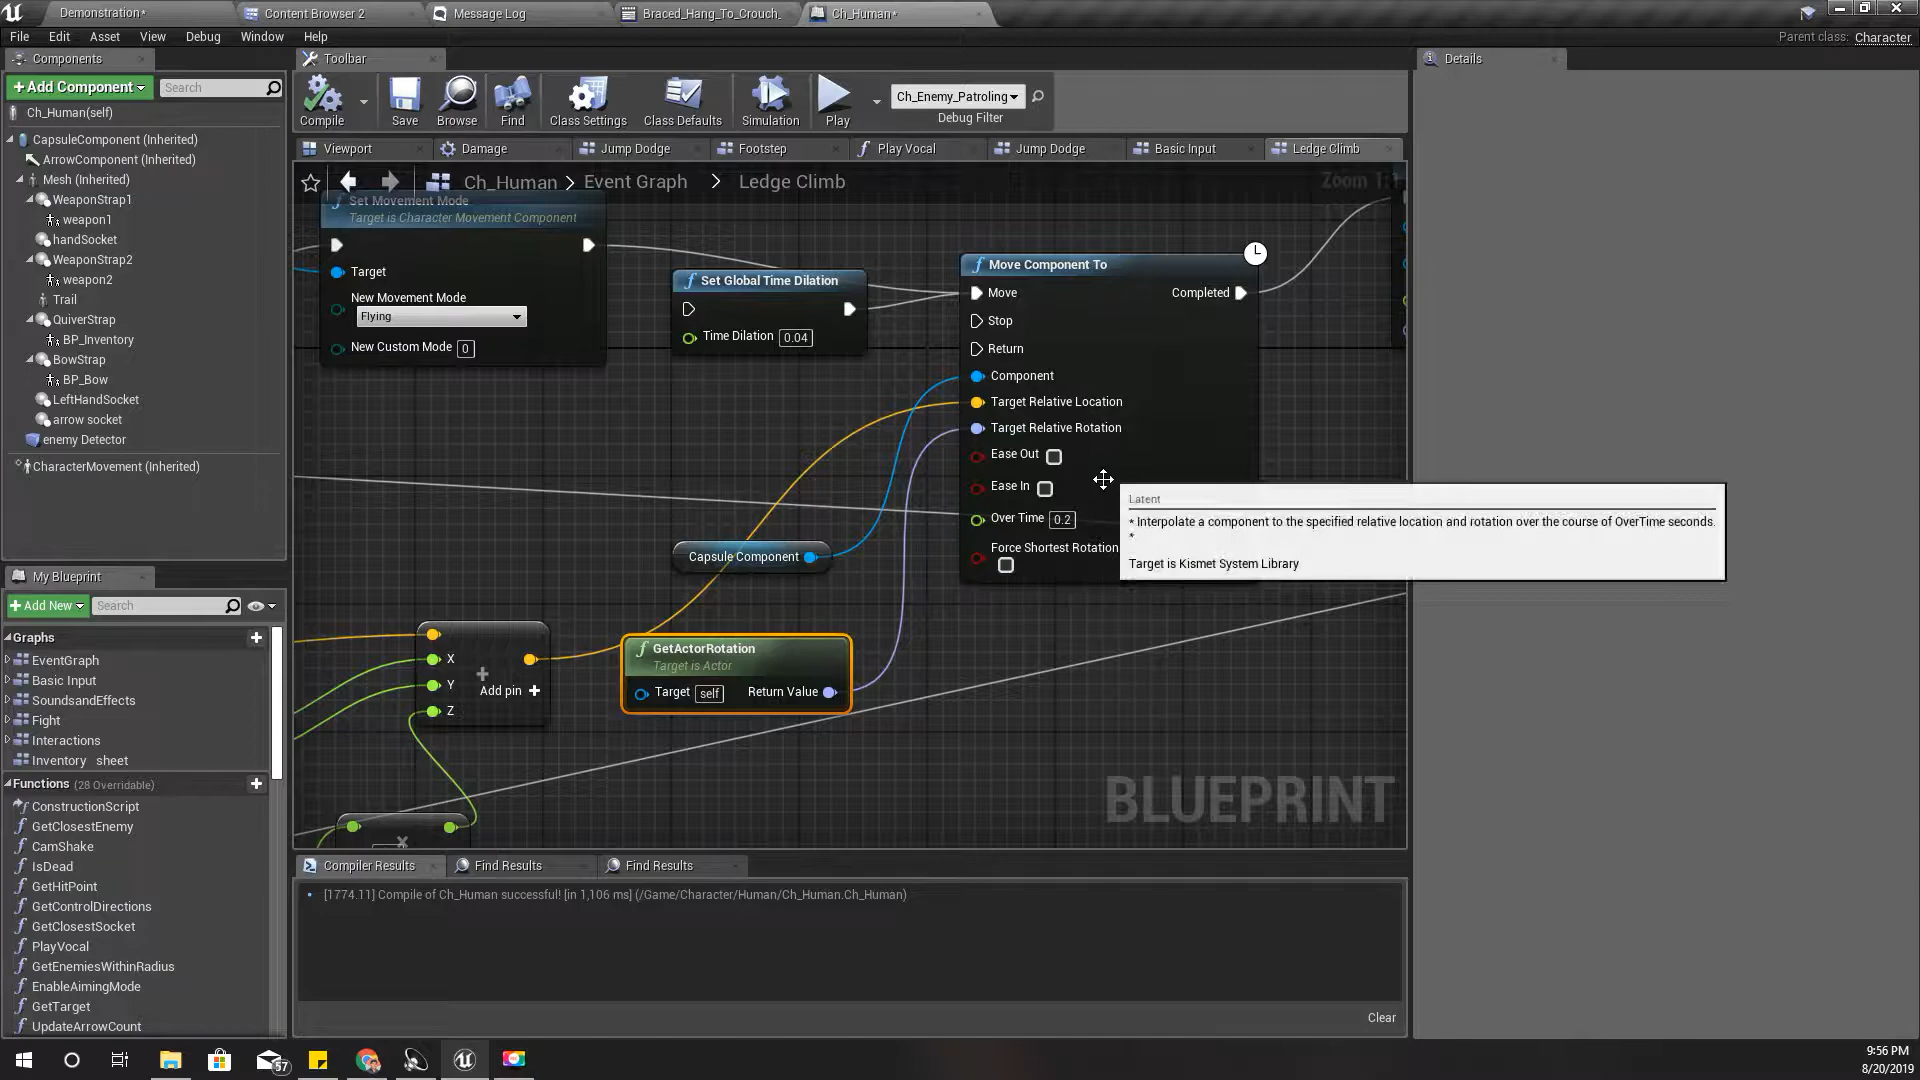 Demonstration*
Content Browser 2
Message Log
Braced_Hang_To_Crouch_
Ch_Human*
File Edit Asset View Debug Window Help
Parent class: Character
Components
+Add Component
Search
Ch_Human(self)
CapsuleComponent (Inherited)
ArrowComponent (Inherited)
Mesh (Inherited)
WeaponStrap1
weapon1
handSocket
WeaponStrap2
weapon2
Trail
QuiverStrap
BP_Inventory
BowStrap
BP_Bow
LeftHandSocket
arrow socket
enemy Detector
CharacterMovement (Inherited)
My Blueprint
+Add New
Search
Graphs
EventGraph
Basic Input
SoundsandEffects
Fight
Interactions
Inventory sheet
Functions (28 Overridable)
ConstructionScript
GetClosestEnemy
CamShake
IsDead
GetHitPoint
GetControlDirections
GetClosestSocket
PlayVocal
GetEnemiesWithinRadius
EnableAimingMode
GetTarget
UpdateArrowCount
Toolbar
Compile
Save
Browse
Find
Class Settings
Class Defaults
Simulation
Play
Ch_Enemy_Patroling
Debug Filter
Viewport
Damage
Jump Dodge
Footstep
Play Vocal
Jump Dodge
Basic Input
Ledge Climb
Ch_Human > Event Graph > Ledge Climb
Zoom 1:1
Set Movement Mode
Target is Character Movement Component
Target
New Movement Mode
Flying
New Custom Mode 0
Set Global Time Dilation
Time Dilation 0.04
Move Component To
Move
Completed
Stop
Return
Component
Target Relative Location
Target Relative Rotation
Ease Out
Ease In
Over Time 0.2
Force Shortest Rotation
Latent
* Interpolate a component to the specified relative location and rotation over the course of OverTime seconds.
*
Target is Kismet System Library
Capsule Component
GetActorRotation
Target is Actor
Target self
Return Value
X
Y
Z
Add pin +
BLUEPRINT
Compiler Results
Find Results
Find Results
[1774.11] Compile of Ch_Human successful! [in 1,106 ms] (/Game/Character/Human/Ch_Human.Ch_Human)
Clear
Details
57
9:56 PM
8/20/2019